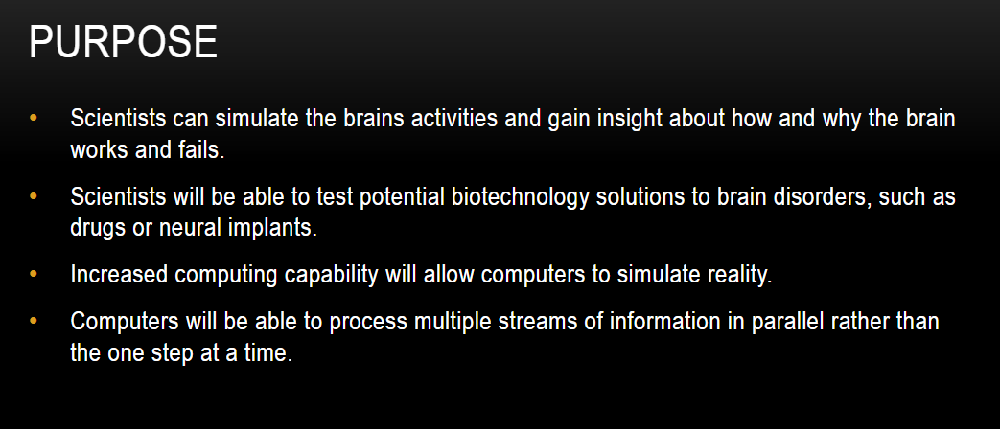 PURPOSE
• Scientists can simulate the brains activities and gain insight about how and why the brain
works and fails.
• Scientists will be able to test potential biotechnology solutions to brain disorders, such as
drugs or neural implants.
• Increased computing capability will allow computers to simulate reality.
• Computers will be able to process multiple streams of information in parallel rather than
the one step at a time.